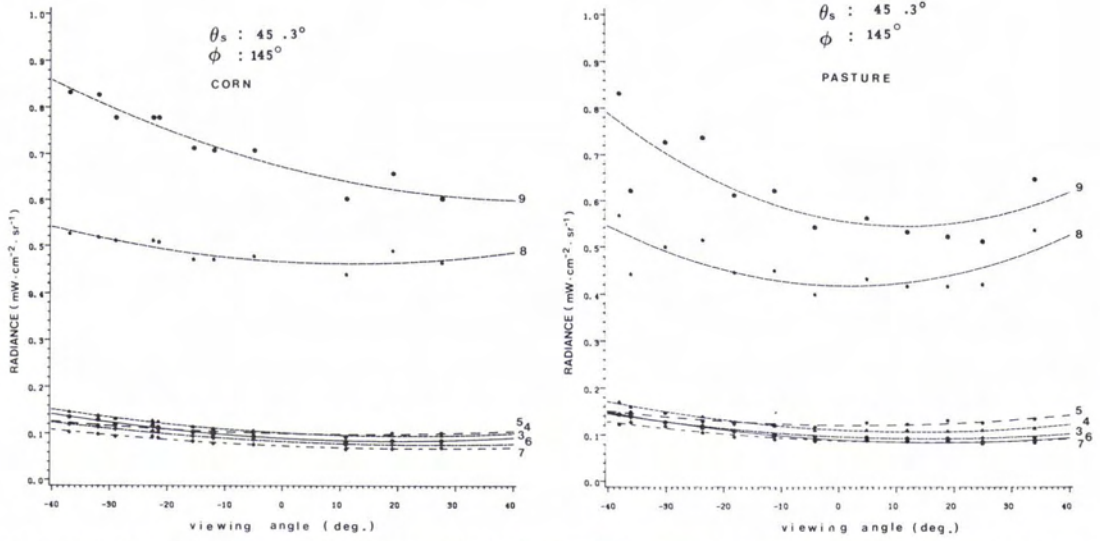 θs : 45 .3°
φ : 145°
CORN
1.0
0.9
0.8
0.7
0.6
0.5
0.4
0.3
0.2
0.1
0.0
RADIANCE ( mW·cm⁻²·sr⁻¹)
9
8
5 4
3 6
7
-40 -30 -20 -10 0 10 20 30 40
viewing angle (deg.)
θs : 45 .3°
φ : 145°
PASTURE
1.0
0.9
0.8
0.7
0.6
0.5
0.4
0.3
0.2
0.1
0.0
RADIANCE ( mW·cm⁻²·sr⁻¹)
9
8
5
4
3 6
7
-40 -30 -20 -10 0 10 20 30 40
viewing angle (deg.)